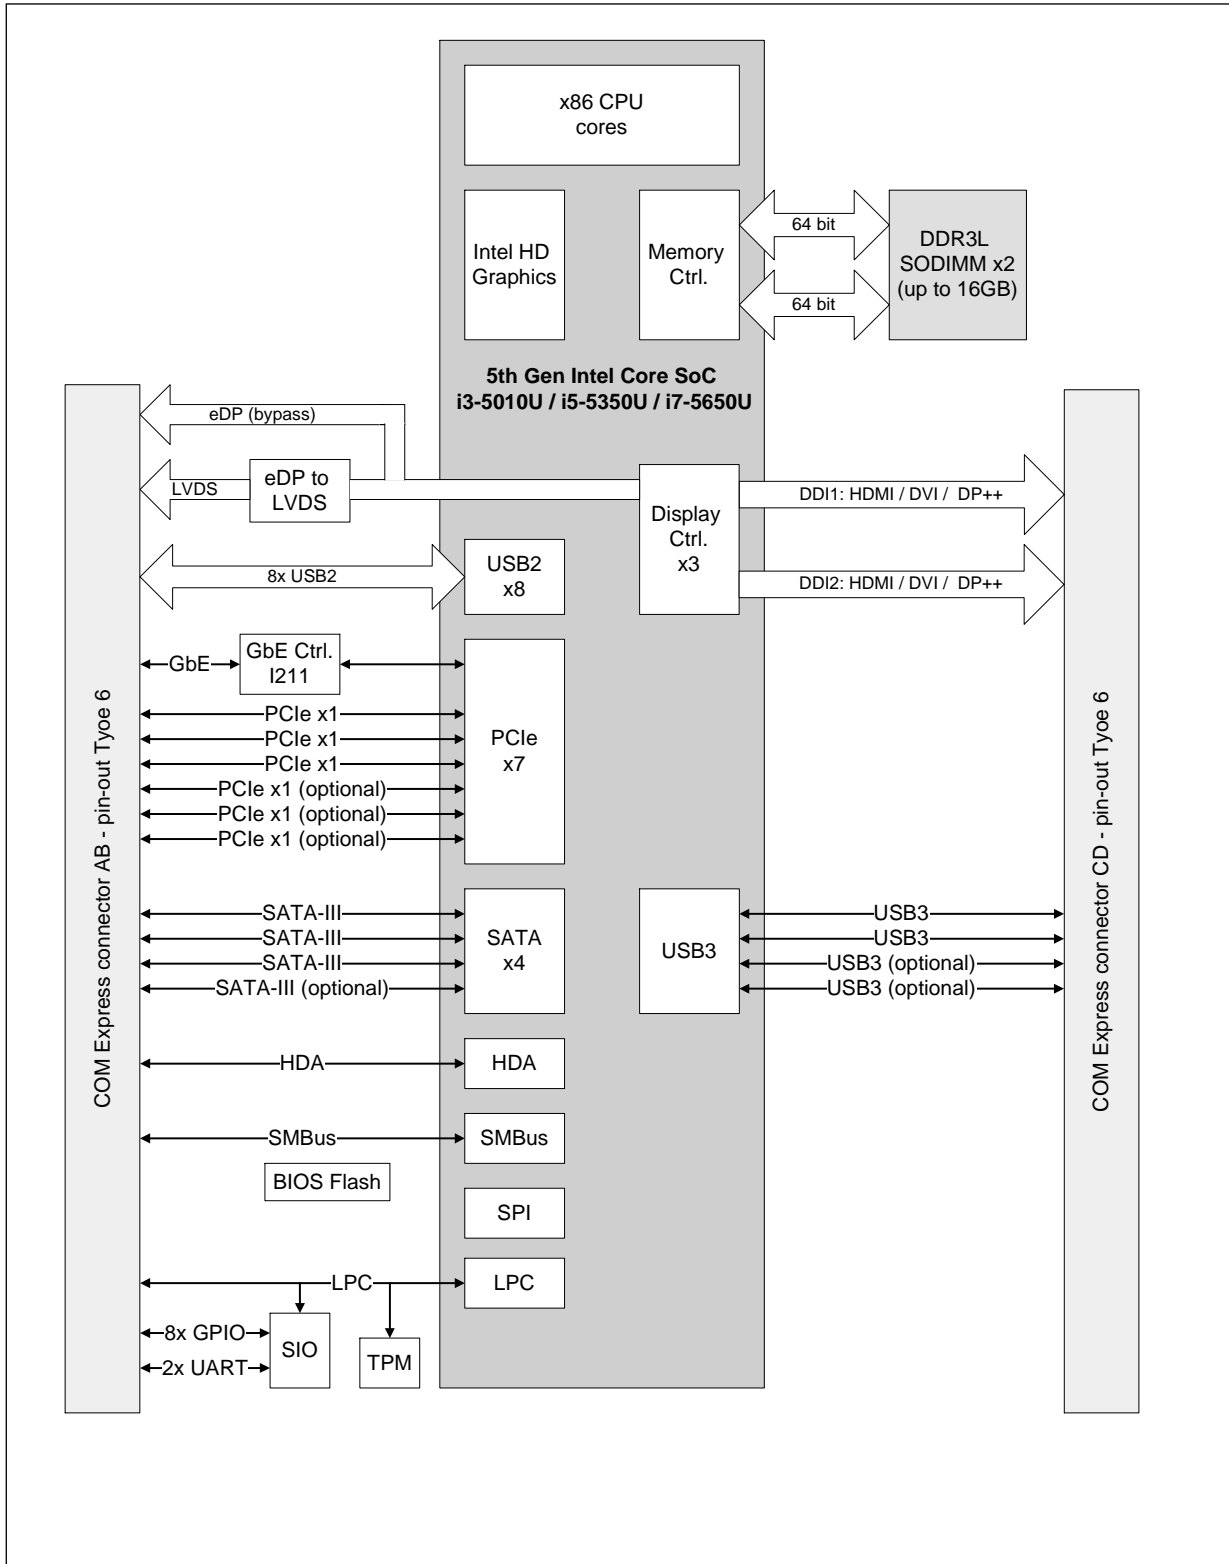 x86 CPU
cores
Intel HD
Graphics
Memory
Ctrl.
64 bit
64 bit
DDR3L
SODIMM x2
(up to 16GB)
5th Gen Intel Core SoC
i3-5010U / i5-5350U / i7-5650U
eDP (bypass)
LVDS
eDP to
LVDS
Display
Ctrl.
x3
DDI1: HDMI / DVI / DP++
DDI2: HDMI / DVI / DP++
8x USB2
USB2
x8
GbE
GbE Ctrl.
I211
PCIe x1
PCIe x1
PCIe x1
PCIe x1 (optional)
PCIe x1 (optional)
PCIe x1 (optional)
PCIe
x7
SATA-III
SATA-III
SATA-III
SATA-III (optional)
SATA
x4
USB3
USB3
USB3
USB3 (optional)
USB3 (optional)
HDA
HDA
SMBus
SMBus
BIOS Flash
SPI
LPC
LPC
8x GPIO
2x UART
SIO
TPM
COM Express connector AB - pin-out Tyoe 6
COM Express connector CD - pin-out Tyoe 6